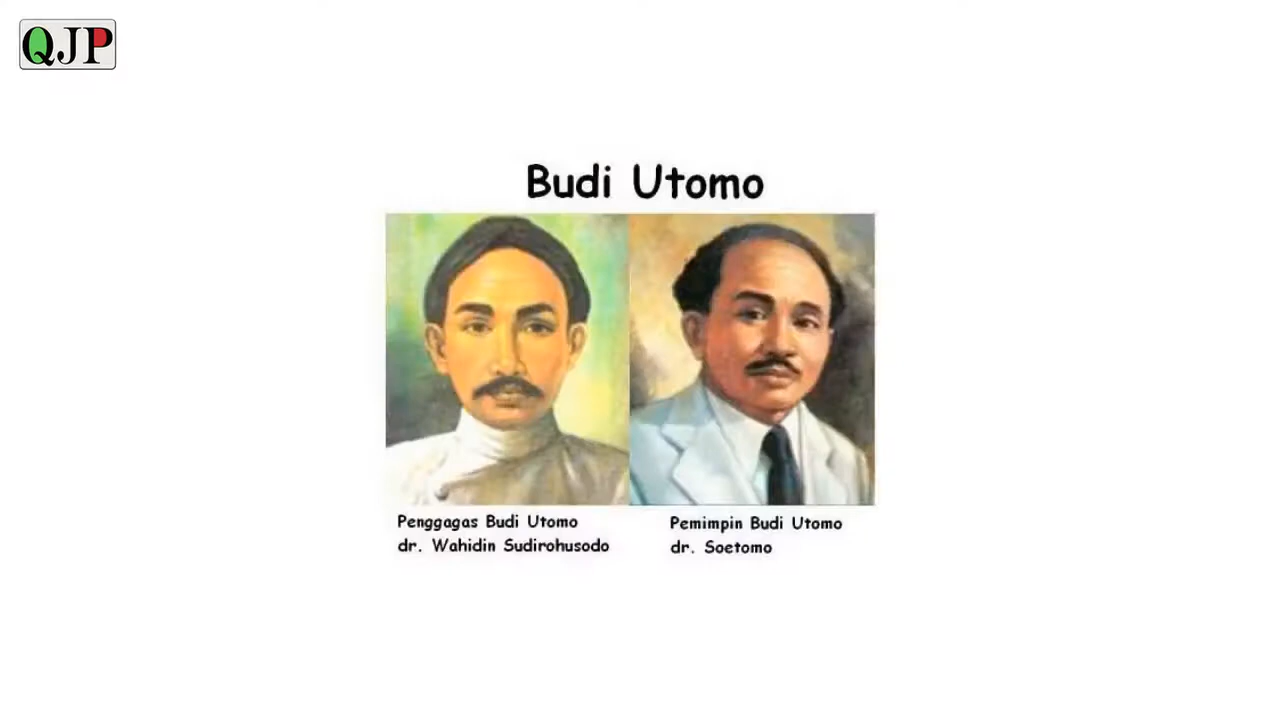 QJP
Budi Utomo
Penggagas Budi Utomo
dr. Wahidin Sudirohusodo
Pemimpin Budi Utomo
dr. Soetomo